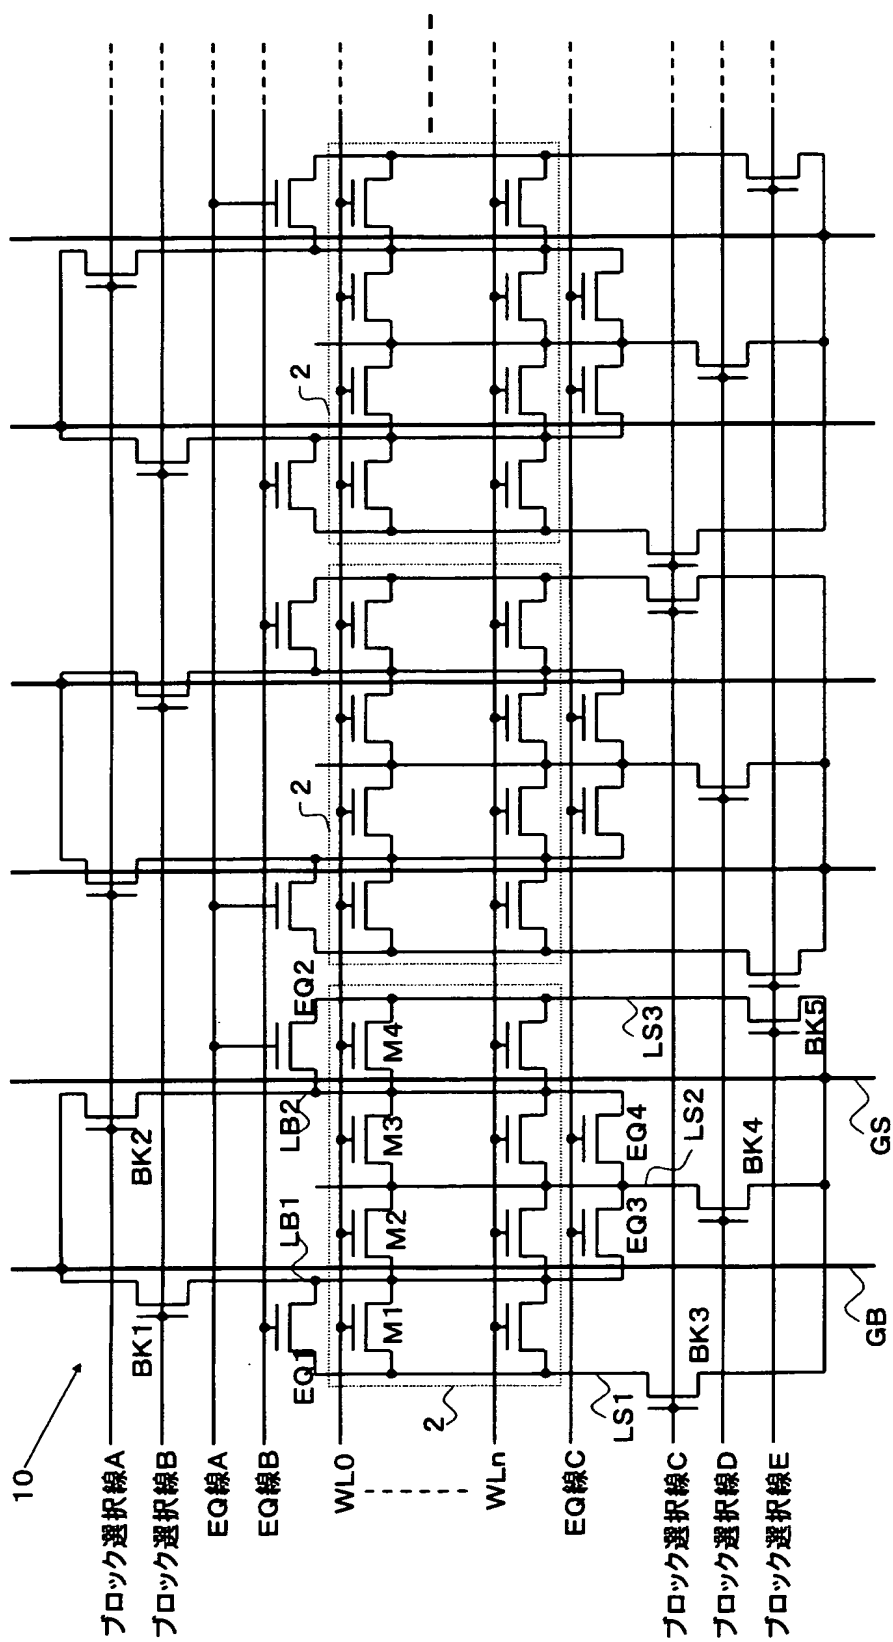 10
ブロック選択線A
ブロック選択線B
EQ線A
EQ線B
WL0
WLn
EQ線C
ブロック選択線C
ブロック選択線D
ブロック選択線E
BK1
BK2
EQ1
LB1
LB2
EQ2
M1
M2
M3
M4
2
2
2
LS1
EQ3
EQ4
LS2
LS3
BK3
BK4
BK5
GB
GS